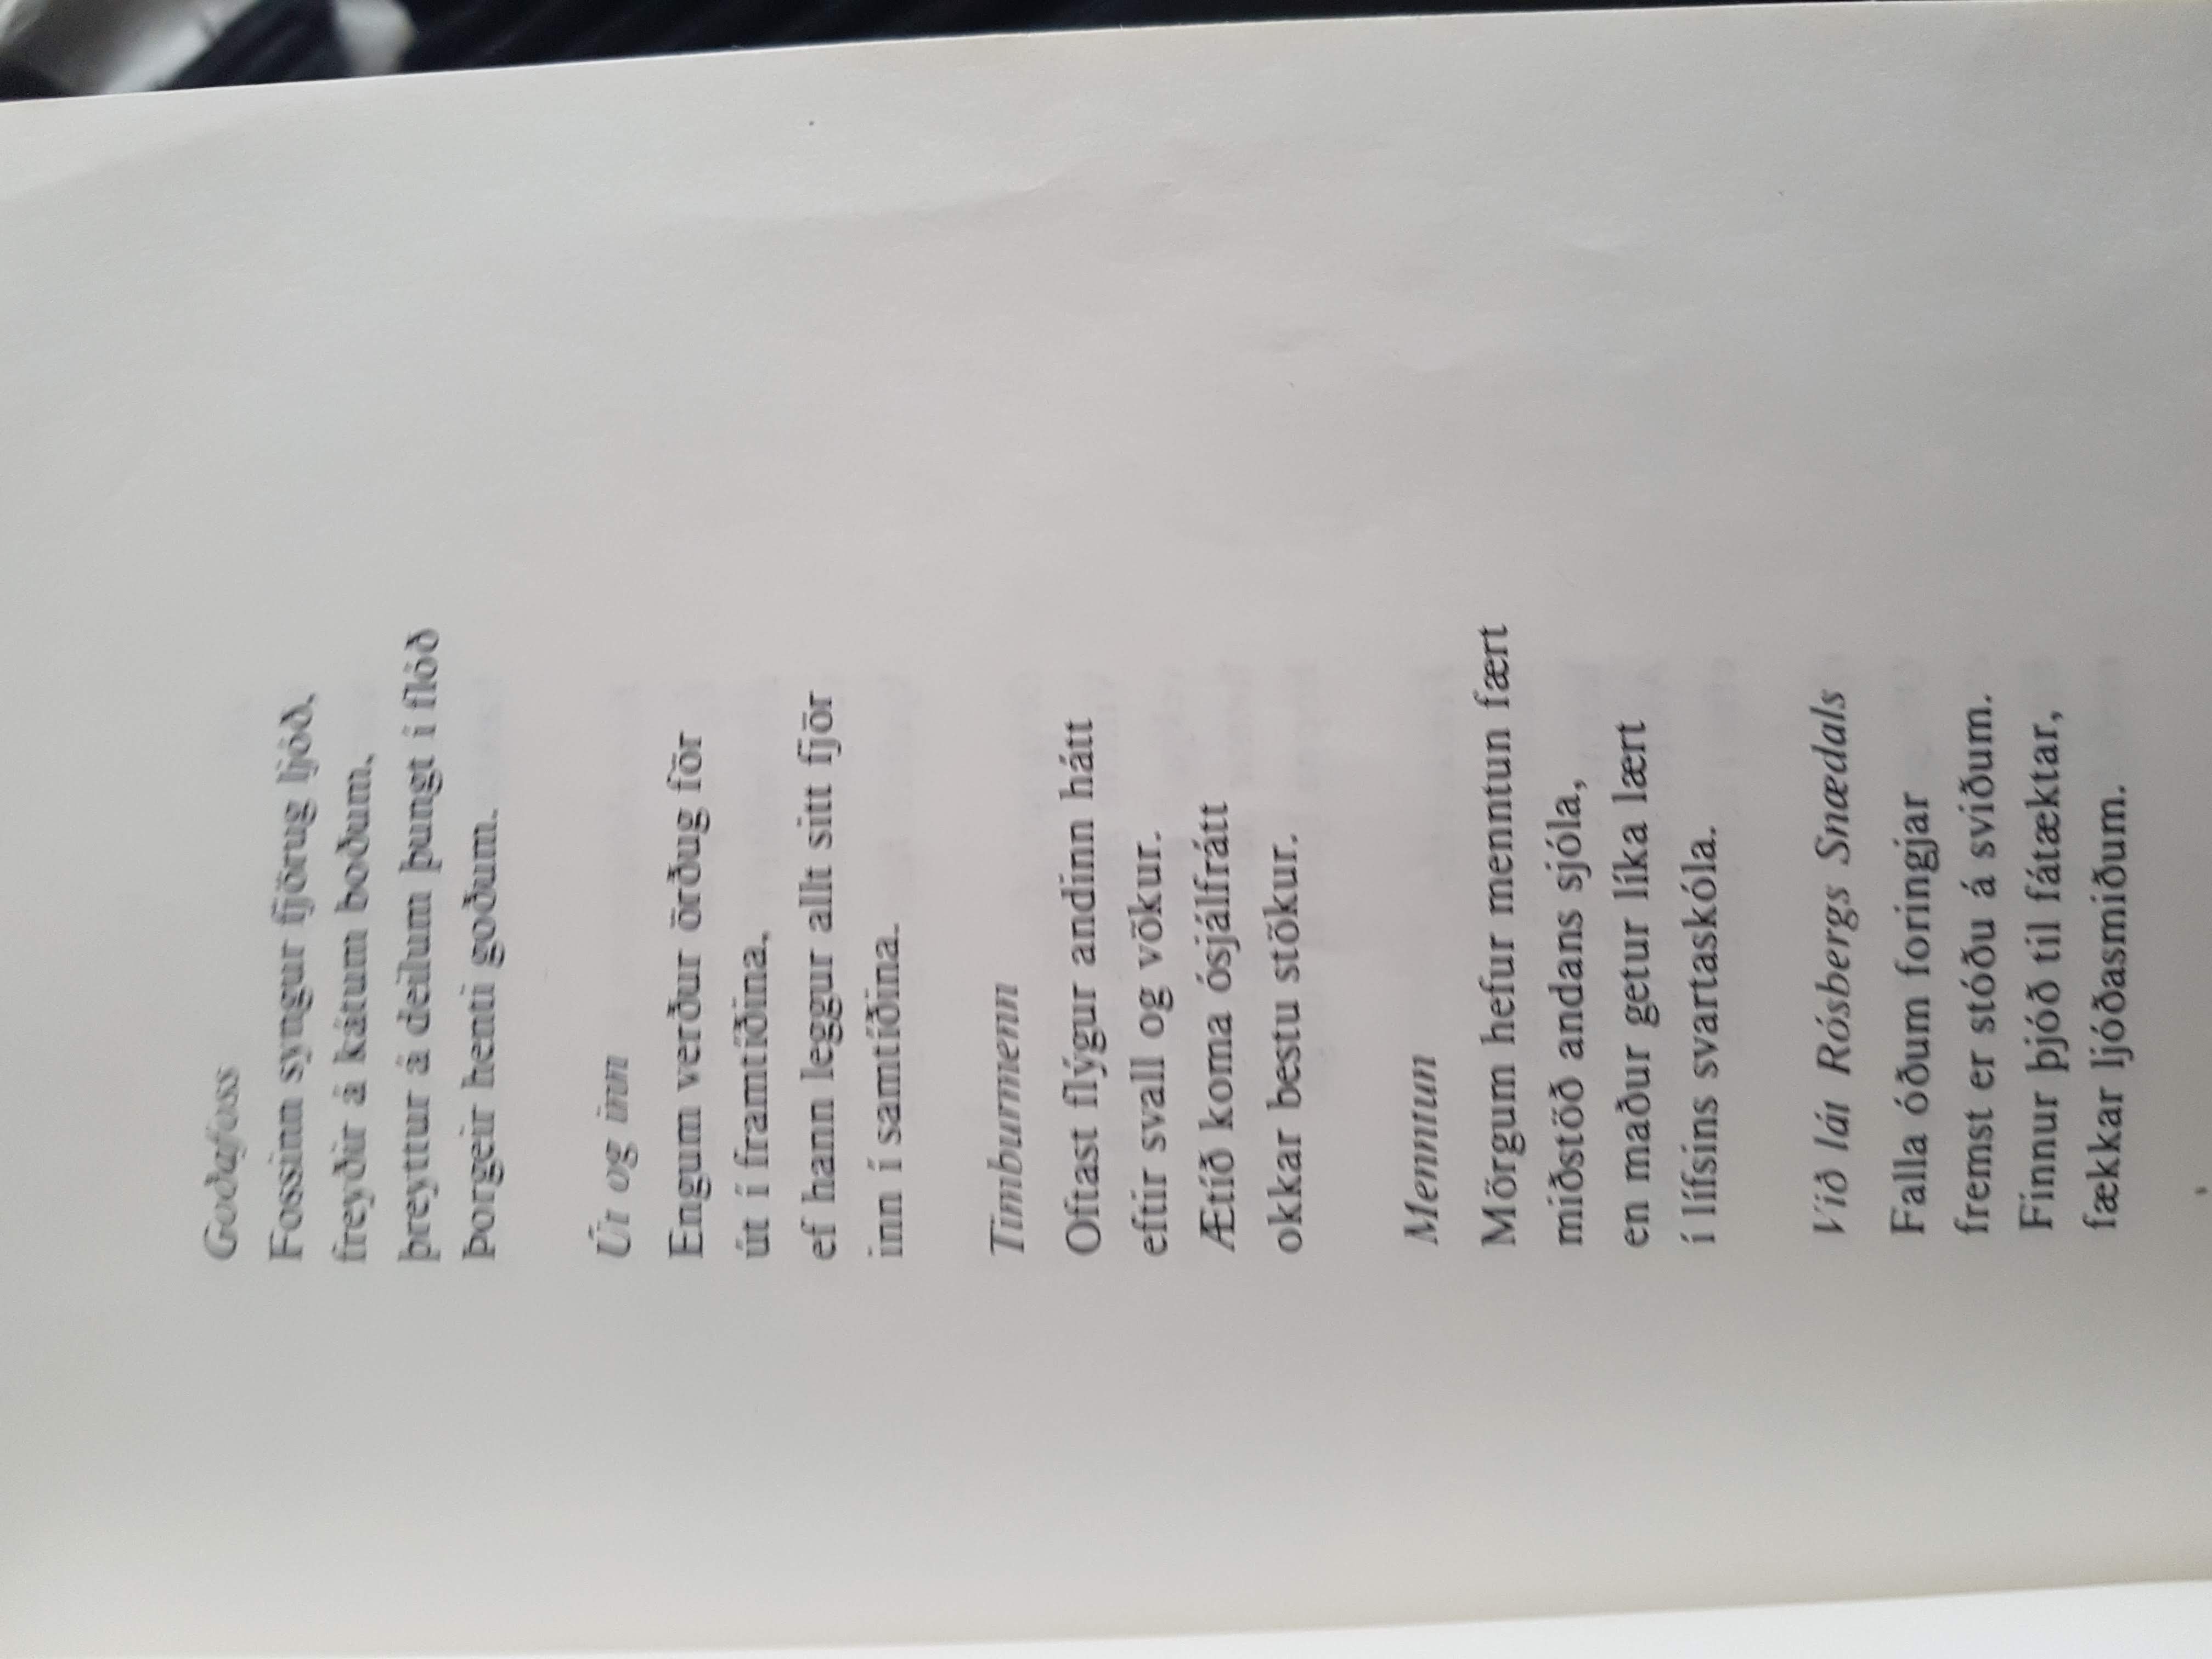 Goðafoss
Fossinn syngur fjörug ljóð,
freyðir á kátum boðum,
þreyttur á deilum þungt í flóð
Þorgeir henti goðum.
Út og inn
Engum verður örðug för
út í framtíðina,
ef hann leggur allt sitt fjör
inn í samtíðina.
Timburmenn
Oftast flýgur andinn hátt
eftir svall og vökur.
Ætíð koma ósjálfrátt
okkar bestu stökur.
Menntun
Mörgum hefur menntun fært
miðstöð andans sjóla,
en maður getur líka lært
í lífsins svartaskóla.
Við lát Rósbergs Snædals
Falla óðum foringjar
fremst er stóðu á sviðum.
Finnur þjóð til fátæktar,
fækkar ljóðasmiðum.